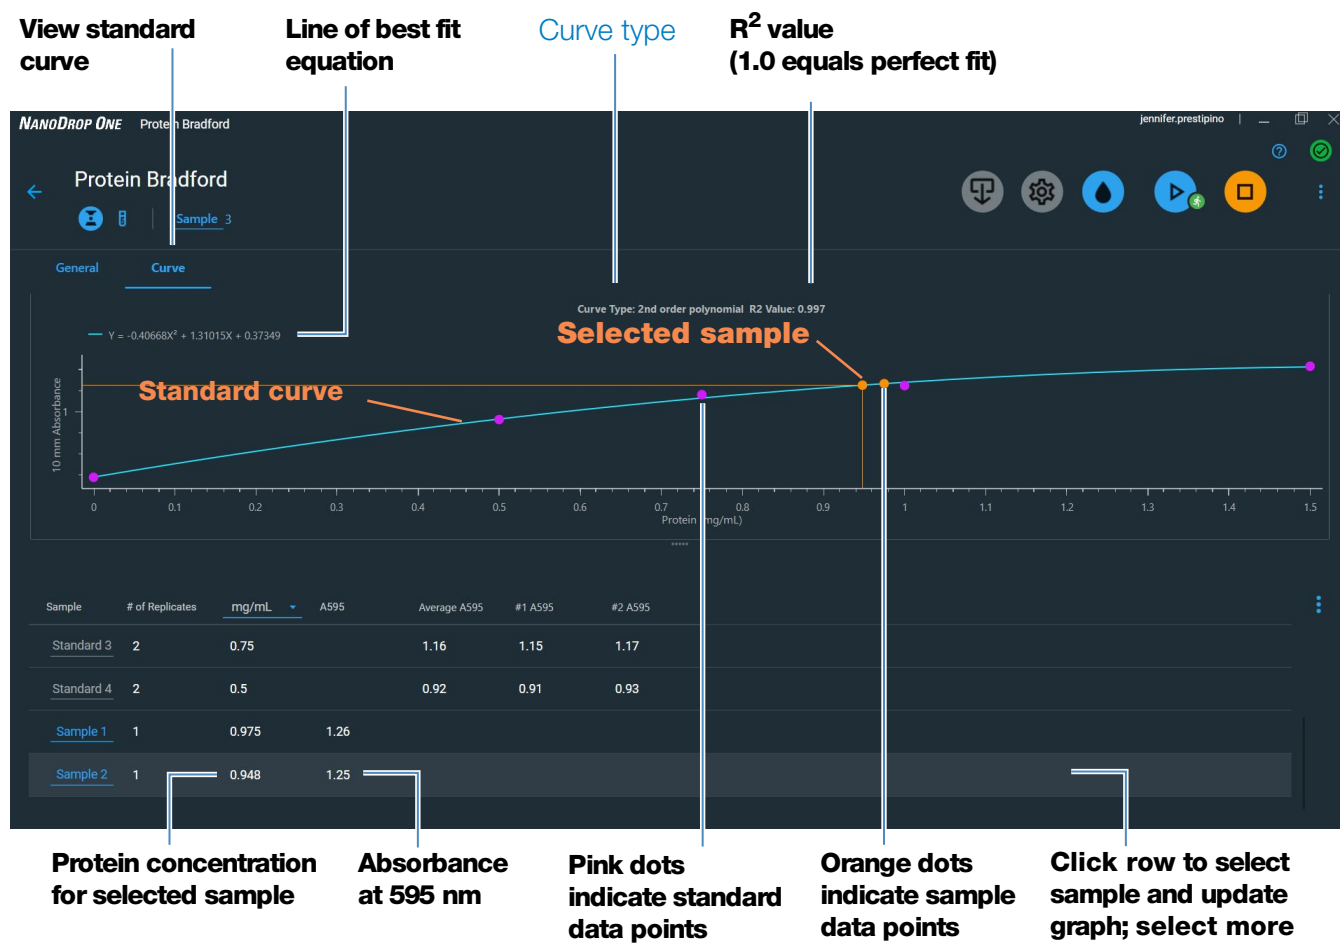 View standard
curve
Line of best fit
equation
Curve type
R² value
(1.0 equals perfect fit)
NANODROP ONE Protein Bradford
jennifer.prestipino
Protein Bradford
Sample 3
General Curve
Curve Type: 2nd order polynomial R2 Value: 0.997
Y = -0.40668X² + 1.31015X + 0.37349
Selected sample
Standard curve
10 mm Absorbance
1
0 0.1 0.2 0.3 0.4 0.5 0.6 0.7 0.8 0.9 1 1.1 1.2 1.3 1.4 1.5
Protein (mg/mL)
Sample # of Replicates mg/mL A595 Average A595 #1 A595 #2 A595
Standard 3 2 0.75 1.16 1.15 1.17
Standard 4 2 0.5 0.92 0.91 0.93
Sample 1 1 0.975 1.26
Sample 2 1 0.948 1.25
Protein concentration
for selected sample
Absorbance
at 595 nm
Pink dots
indicate standard
data points
Orange dots
indicate sample
data points
Click row to select
sample and update
graph; select more